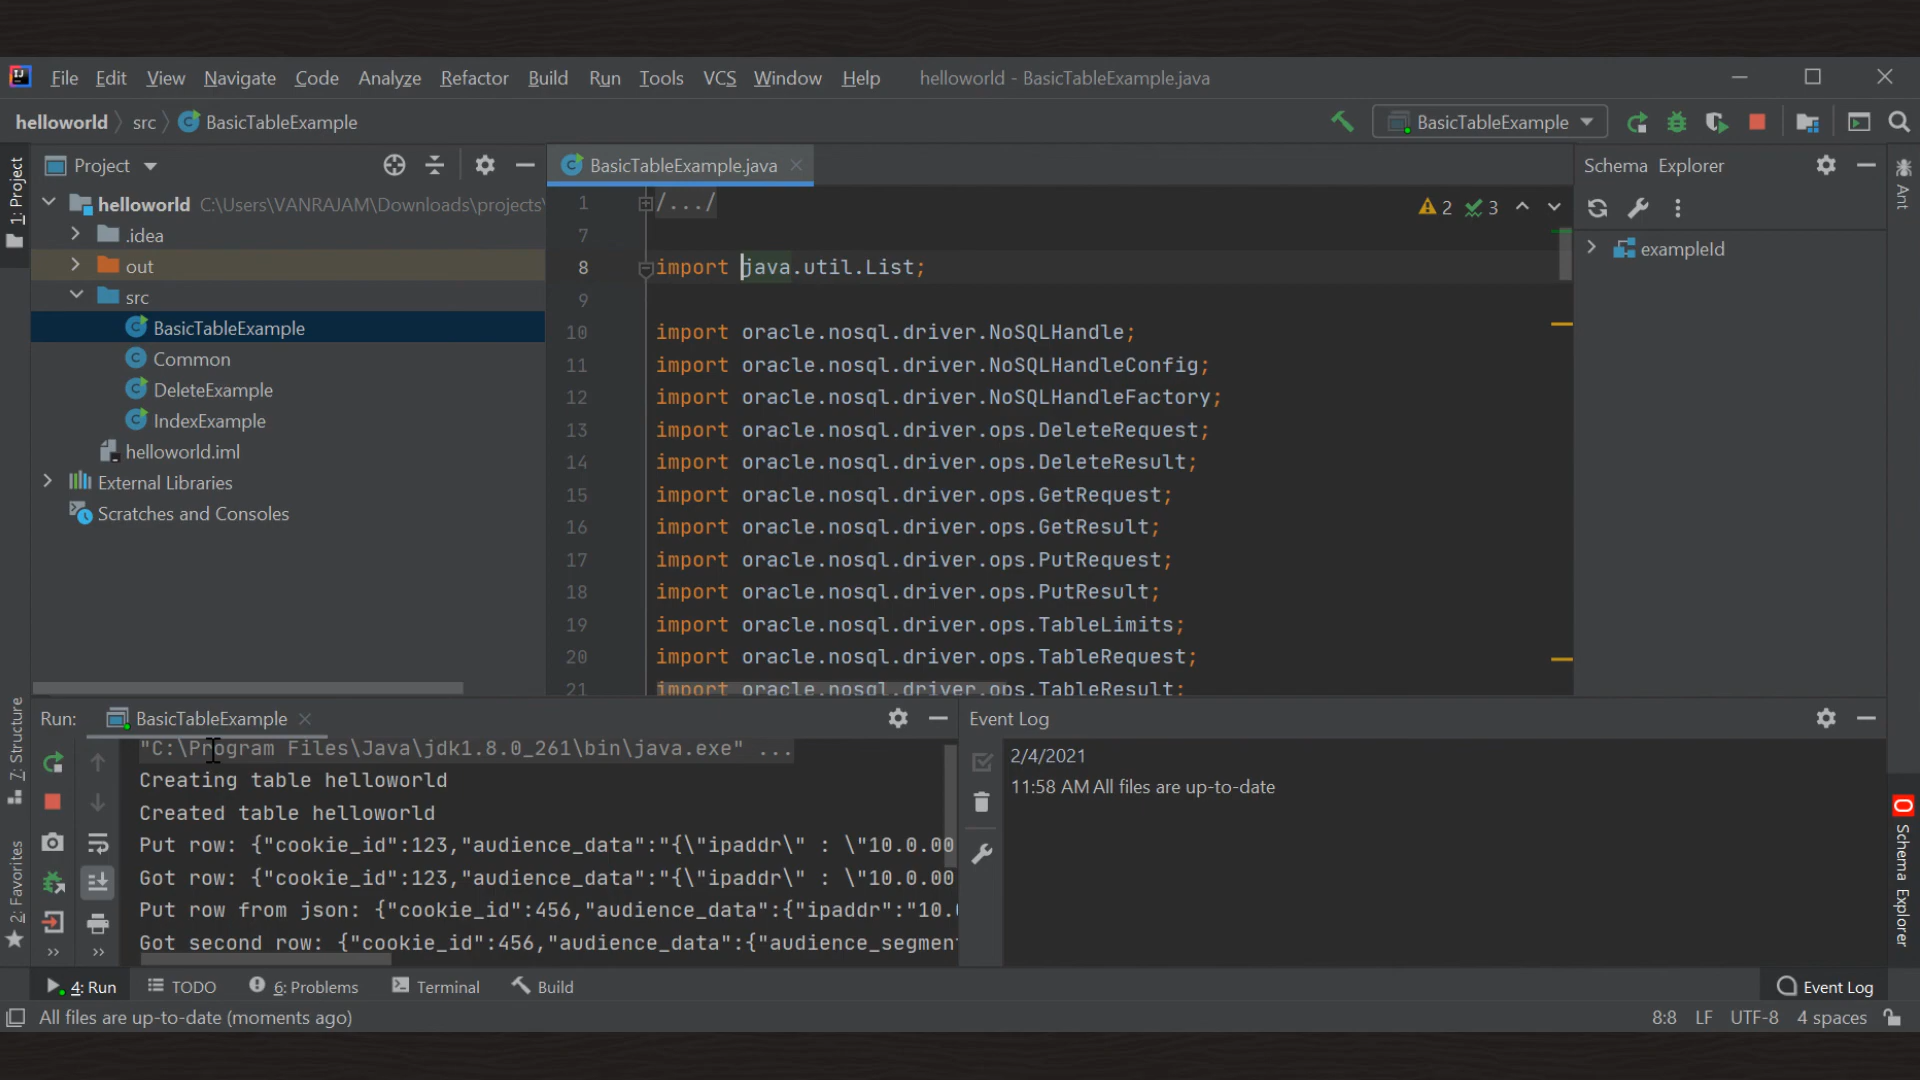 File Edit View Navigate Code Analyze Refactor Build Run Tools VCS Window Help helloworld - BasicTableExample.java
helloworld src BasicTableExample BasicTableExample
1: Project
Project
helloworld C:\Users\VANRAJAM\Downloads\projects\
.idea
out
src
BasicTableExample
Common
DeleteExample
IndexExample
helloworld.iml
External Libraries
Scratches and Consoles
BasicTableExample.java
2 3
1 /.../
7
8 import java.util.List;
9
10 import oracle.nosql.driver.NoSQLHandle;
11 import oracle.nosql.driver.NoSQLHandleConfig;
12 import oracle.nosql.driver.NoSQLHandleFactory;
13 import oracle.nosql.driver.ops.DeleteRequest;
14 import oracle.nosql.driver.ops.DeleteResult;
15 import oracle.nosql.driver.ops.GetRequest;
16 import oracle.nosql.driver.ops.GetResult;
17 import oracle.nosql.driver.ops.PutRequest;
18 import oracle.nosql.driver.ops.PutResult;
19 import oracle.nosql.driver.ops.TableLimits;
20 import oracle.nosql.driver.ops.TableRequest;
21 import oracle.nosql.driver.ops.TableResult;
Schema Explorer
exampleId
Ant
7: Structure
2: Favorites
Run: BasicTableExample
"C:\Program Files\Java\jdk1.8.0_261\bin\java.exe" ...
Creating table helloworld
Created table helloworld
Put row: {"cookie_id":123,"audience_data":"{\"ipaddr\" : \"10.0.00
Got row: {"cookie_id":123,"audience_data":"{\"ipaddr\" : \"10.0.00
Put row from json: {"cookie_id":456,"audience_data":{"ipaddr":"10.
Got second row: {"cookie_id":456,"audience_data":{"audience_segment
Event Log
2/4/2021
11:58 AM All files are up-to-date
Schema Explorer
4: Run TODO 6: Problems Terminal Build Event Log
All files are up-to-date (moments ago) 8:8 LF UTF-8 4 spaces